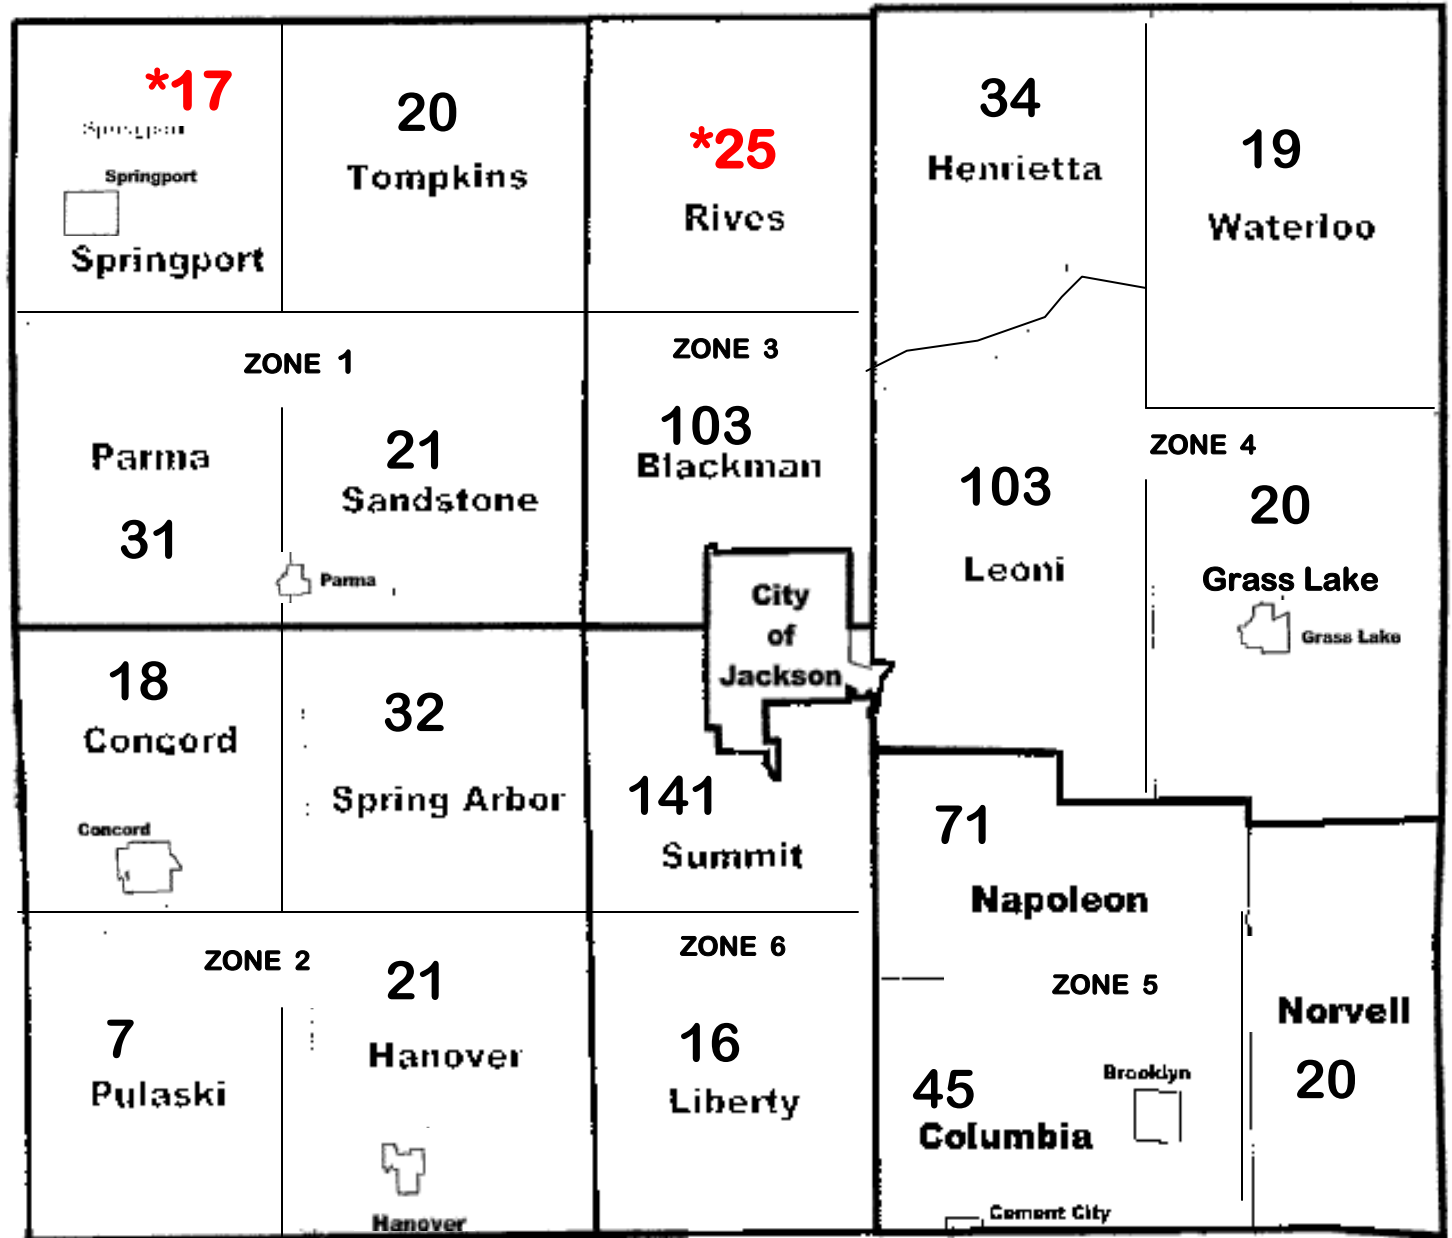 *17
Springport
Springport
Springport
20
Tompkins
*25
Rives
34
Henrietta
19
Waterloo
ZONE 1
ZONE 3
Parma
31
21
Sandstone
Parma
103
Blackman
103
Leoni
ZONE 4
20
Grass Lake
Grass Lake
City
of
Jackson
18
Concord
Concord
32
Spring Arbor
141
Summit
71
Napoleon
ZONE 2
7
Pulaski
21
Hanover
Hanover
ZONE 6
16
Liberty
ZONE 5
45
Columbia
Brooklyn
Cement City
Norvell
20